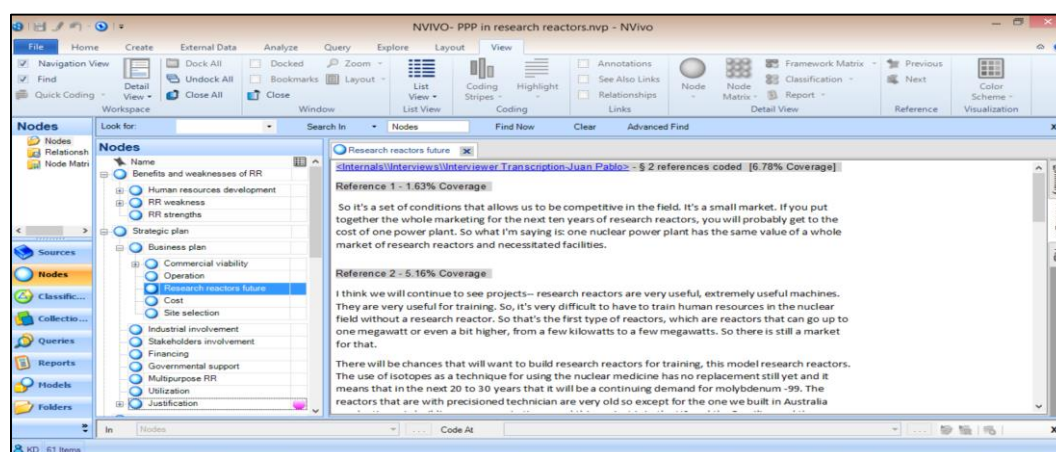 NVIVO- PPP in research reactors.nvp - NVivo
File Home Create External Data Analyze Query Explore Layout View
Navigation View
Find
Quick Coding
Detail View
Dock All
Undock All
Close All
Docked
Bookmarks
Close
Zoom
Layout
List View
Coding Stripes
Highlight
Annotations
See Also Links
Relationships
Node
Node Matrix
Framework Matrix
Classification
Report
Previous
Next
Color Scheme
Workspace Window List View Coding Links Detail View Reference Visualization
Nodes
Look for: Search In Nodes Find Now Clear Advanced Find
Nodes
Relationsh
Node Matri
Sources
Nodes
Classific...
Collectio...
Queries
Reports
Models
Folders
Nodes
Name
Benefits and weaknesses of RR
Human resources development
RR weakness
RR strengths
Strategic plan
Business plan
Commercial viability
Operation
Research reactors future
Cost
Site selection
Industrial involvement
Stakeholders involvement
Financing
Governmental support
Multipurpose RR
Utilization
Justification
Research reactors future
<Internals\\Interviews\\Interviewer Transcription-Juan Pablo> - § 2 references coded [6.78% Coverage]
Reference 1 - 1.63% Coverage
So it's a set of conditions that allows us to be competitive in the field. It's a small market. If you put
together the whole marketing for the next ten years of research reactors, you will probably get to the
cost of one power plant. So what I'm saying is: one nuclear power plant has the same value of a whole
market of research reactors and necessitated facilities.
Reference 2 - 5.16% Coverage
I think we will continue to see projects-- research reactors are very useful, extremely useful machines.
They are very useful for training. So, it's very difficult to have to train human resources in the nuclear
field without a research reactor. So that's the first type of reactors, which are reactors that can go up to
one megawatt or even a bit higher, from a few kilowatts to a few megawatts. So there is still a market
for that.
There will be chances that will want to build research reactors for training, this model research reactors.
The use of isotopes as a technique for using the nuclear medicine has no replacement still yet and it
means that in the next 20 to 30 years that it will be a continuing demand for molybdenum -99. The
reactors that are with precisioned technician are very old so except for the one we built in Australia
In Nodes Code At
KD 61 Items